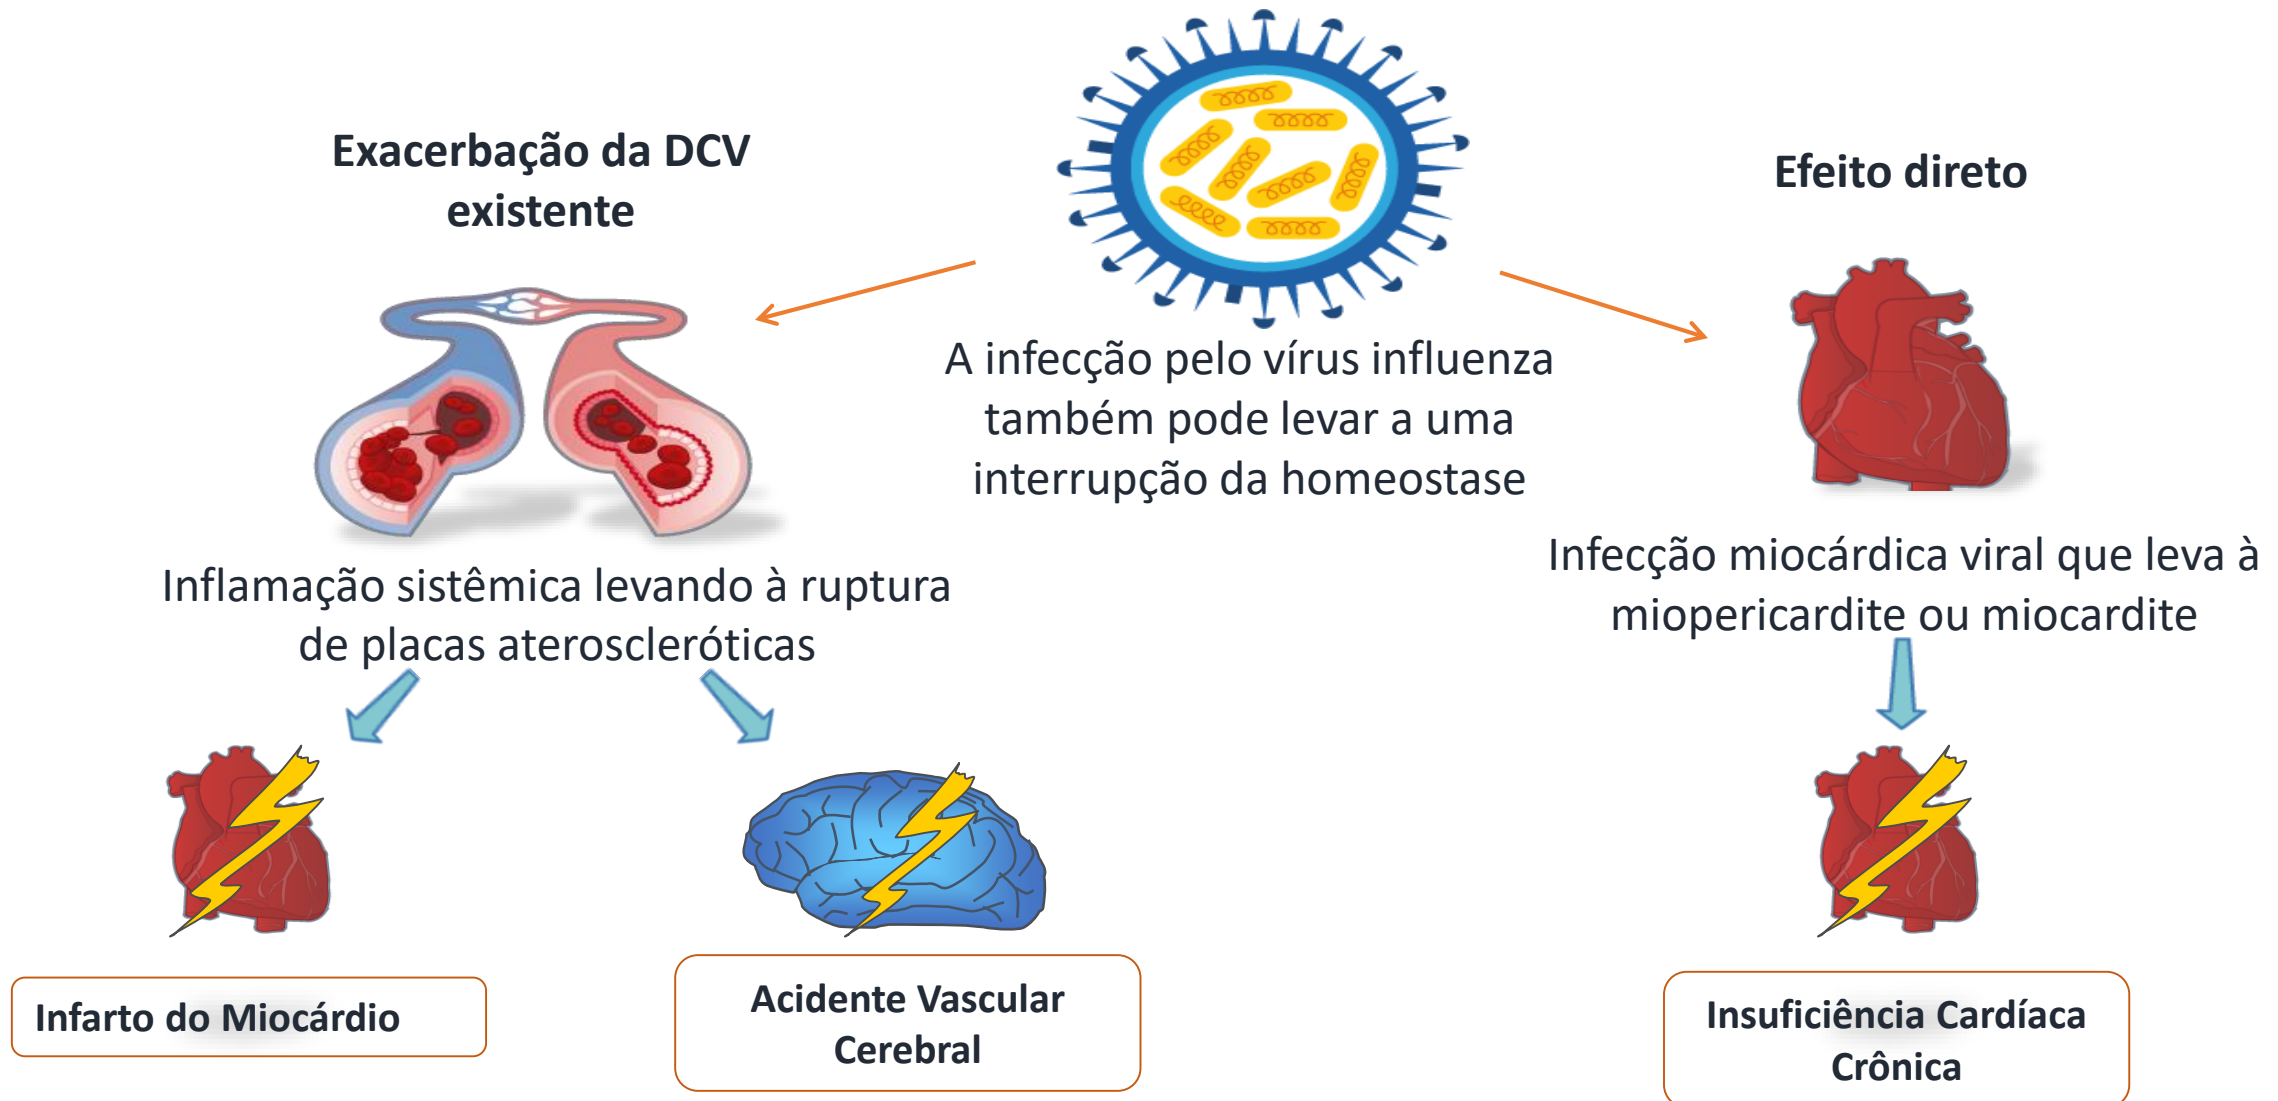 Exacerbação da DCV
existente
Efeito direto
A infecção pelo vírus influenza
também pode levar a uma
interrupção da homeostase
Inflamação sistêmica levando à ruptura
de placas ateroscleróticas
Infecção miocárdica viral que leva à
miopericardite ou miocardite
Infarto do Miocárdio
Acidente Vascular
Cerebral
Insuficiência Cardíaca
Crônica